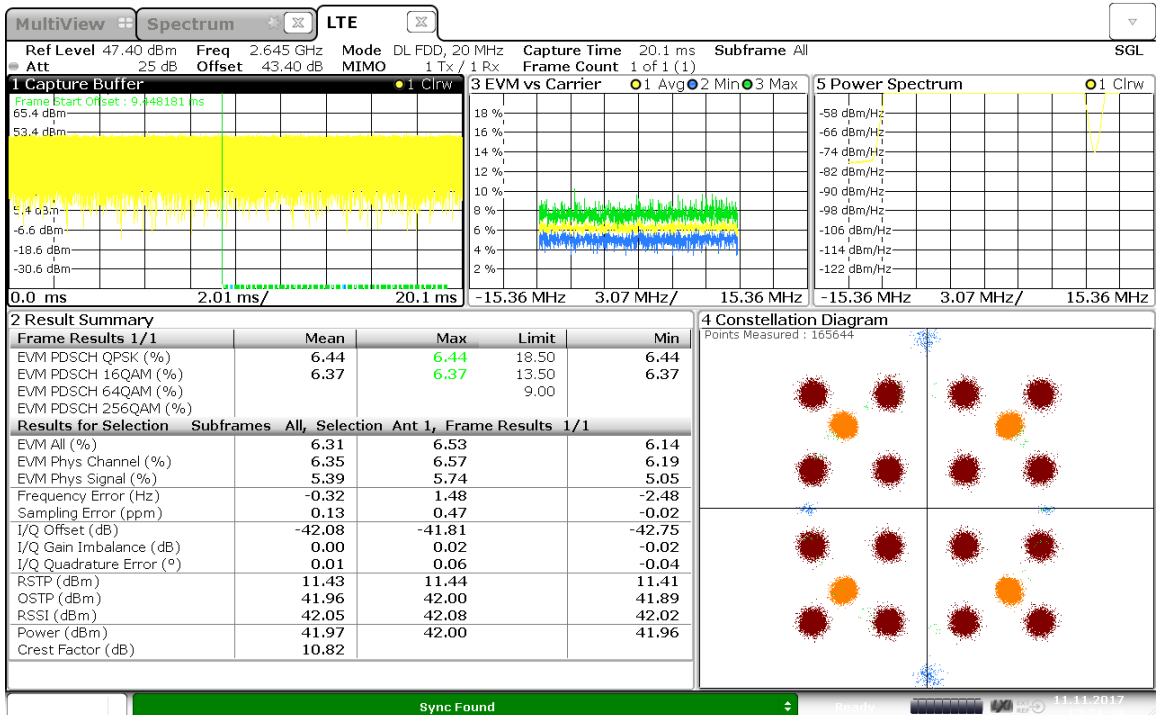 MultiView Spectrum LTE
Ref Level 47.40 dBm Freq 2.645 GHz Mode DL FDD, 20 MHz Capture Time 20.1 ms Subframe All SGL
Att 25 dB Offset 43.40 dB MIMO 1 Tx / 1 Rx Frame Count 1 of 1 (1)
1 Capture Buffer 1 Clrw
Frame Start Offset : 9.448181 ms
65.4 dBm
53.4 dBm
5.4 dBm
-6.6 dBm
-18.6 dBm
-30.6 dBm
0.0 ms 2.01 ms/ 20.1 ms
3 EVM vs Carrier 1 Avg 2 Min 3 Max
18 %
16 %
14 %
12 %
10 %
8 %
6 %
4 %
2 %
-15.36 MHz 3.07 MHz/ 15.36 MHz
5 Power Spectrum 1 Clrw
-58 dBm/Hz
-66 dBm/Hz
-74 dBm/Hz
-82 dBm/Hz
-90 dBm/Hz
-98 dBm/Hz
-106 dBm/Hz
-114 dBm/Hz
-122 dBm/Hz
-15.36 MHz 3.07 MHz/ 15.36 MHz
2 Result Summary
Frame Results 1/1 Mean Max Limit Min
EVM PDSCH QPSK (%) 6.44 6.44 18.50 6.44
EVM PDSCH 16QAM (%) 6.37 6.37 13.50 6.37
EVM PDSCH 64QAM (%) 9.00
EVM PDSCH 256QAM (%)
Results for Selection Subframes All, Selection Ant 1, Frame Results 1/1
EVM All (%) 6.31 6.53 6.14
EVM Phys Channel (%) 6.35 6.57 6.19
EVM Phys Signal (%) 5.39 5.74 5.05
Frequency Error (Hz) -0.32 1.48 -2.48
Sampling Error (ppm) 0.13 0.47 -0.02
I/Q Offset (dB) -42.08 -41.81 -42.75
I/Q Gain Imbalance (dB) 0.00 0.02 -0.02
I/Q Quadrature Error (º) 0.01 0.06 -0.04
RSTP (dBm) 11.43 11.44 11.41
OSTP (dBm) 41.96 42.00 41.89
RSSI (dBm) 42.05 42.08 42.02
Power (dBm) 41.97 42.00 41.96
Crest Factor (dB) 10.82
4 Constellation Diagram
Points Measured : 165644
Sync Found
Ready
11.11.2017